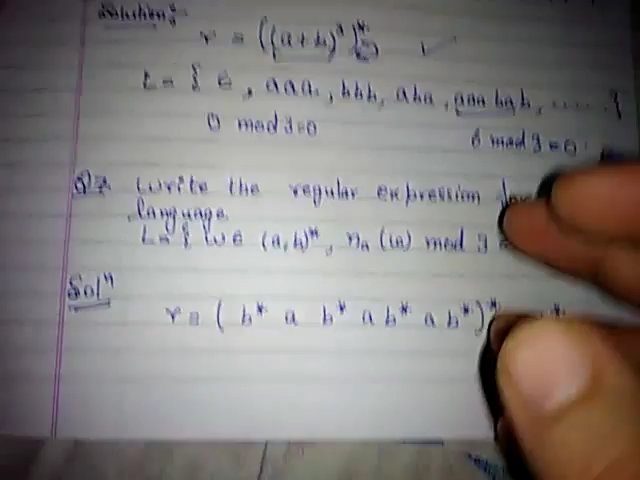 Solution:-
r = ((a+b)³)*
L = { ε, aaa, bbb, aba, aaabab, ......}
0 mod 3=0 6 mod 3=0
Write the regular expression for
language.
L={ w ∈ (a,b)*, nₐ(w) mod 3 =
Solⁿ
r = ( b* a b* a b* a b*)*